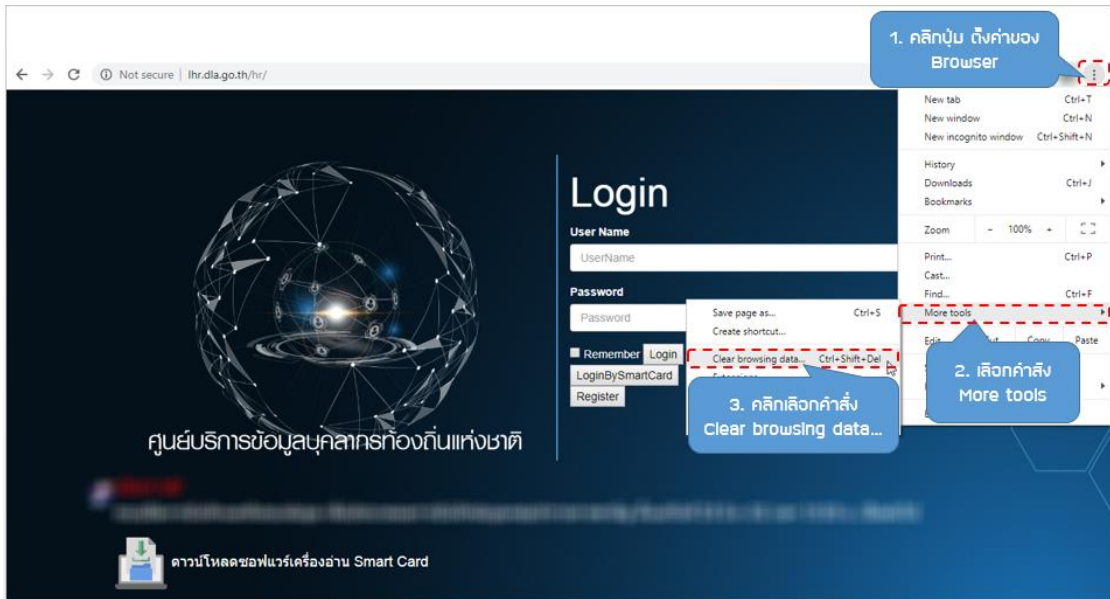 1. คลิกปุ่ม ตั้งค่าของ
Browser
Not secure | lhr.dla.go.th/hr/
New tab Ctrl+T
New window Ctrl+N
New incognito window Ctrl+Shift+N
History
Downloads Ctrl+J
Bookmarks
Zoom - 100% +
Print... Ctrl+P
Cast...
Find... Ctrl+F
More tools
Edit Copy Paste
2. เลือกคำสั่ง
More tools
Login
User Name
UserName
Password
Password
Remember Login
LoginBySmartCard
Register
Save page as... Ctrl+S
Create shortcut...
Clear browsing data... Ctrl+Shift+Del
3. คลิกเลือกคำสั่ง
Clear browsing data...
ศูนย์บริการข้อมูลบุคลากรท้องถิ่นแห่งชาติ
ดาวน์โหลดซอฟแวร์เครื่องอ่าน Smart Card